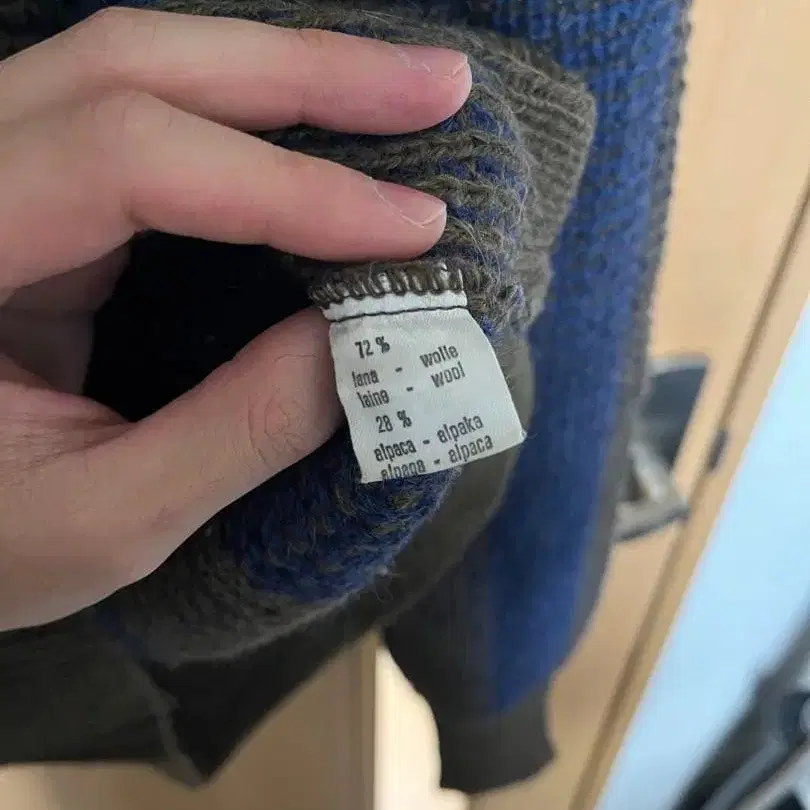 72 %
lana - wolle
laine - wool
28 %
alpaca - alpaka
alpaga - alpaca